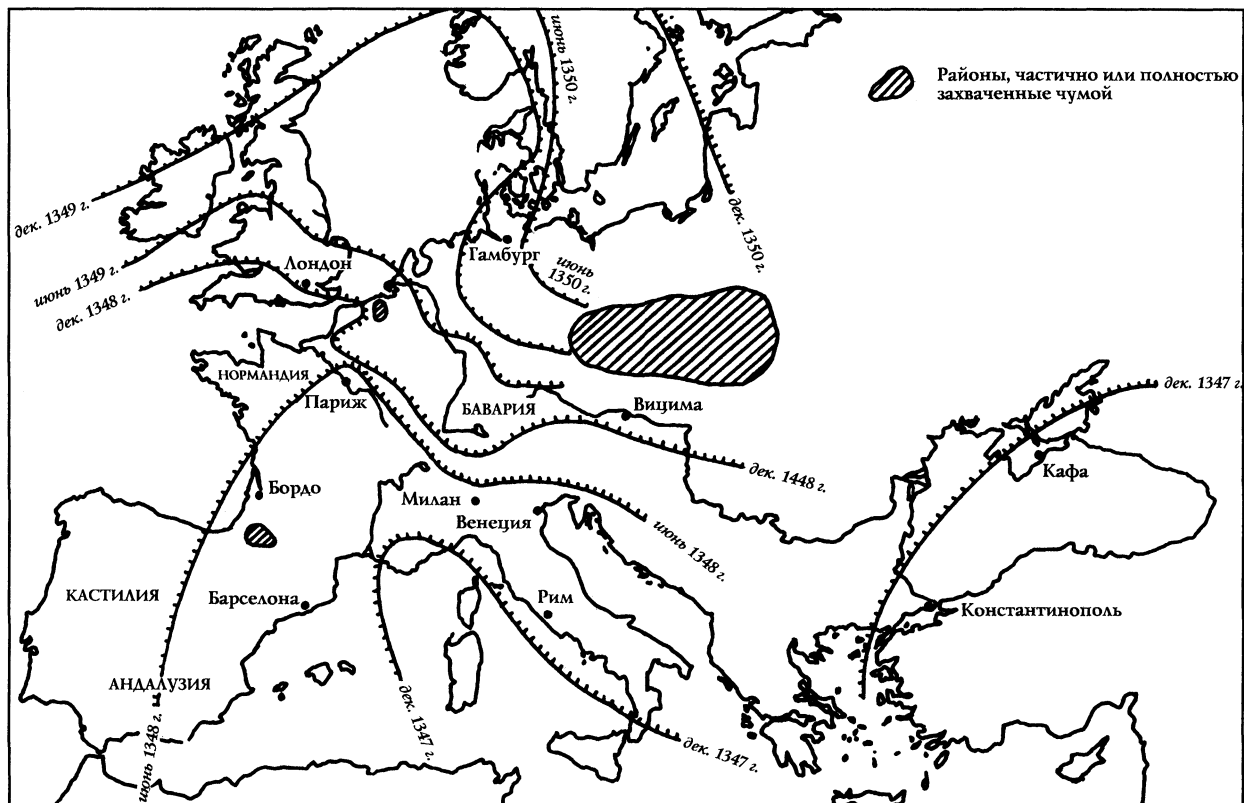 Районы, частично или полностью
захваченные чумой
июнь 1350 г.
дек. 1349 г.
дек. 1350 г.
июнь 1349 г.
дек. 1348 г.
Лондон
Гамбург
июнь
1350 г.
НОРМАНДИЯ
Париж
БАВАРИЯ
Вицима
дек. 1347 г.
дек. 1448 г.
Кафа
Бордо
Милан
Венеция
июнь 1348 г.
КАСТИЛИЯ
Барселона
Рим
Константинополь
АНДАЛУЗИЯ
июнь 1348 г.
дек. 1347 г.
дек. 1347 г.